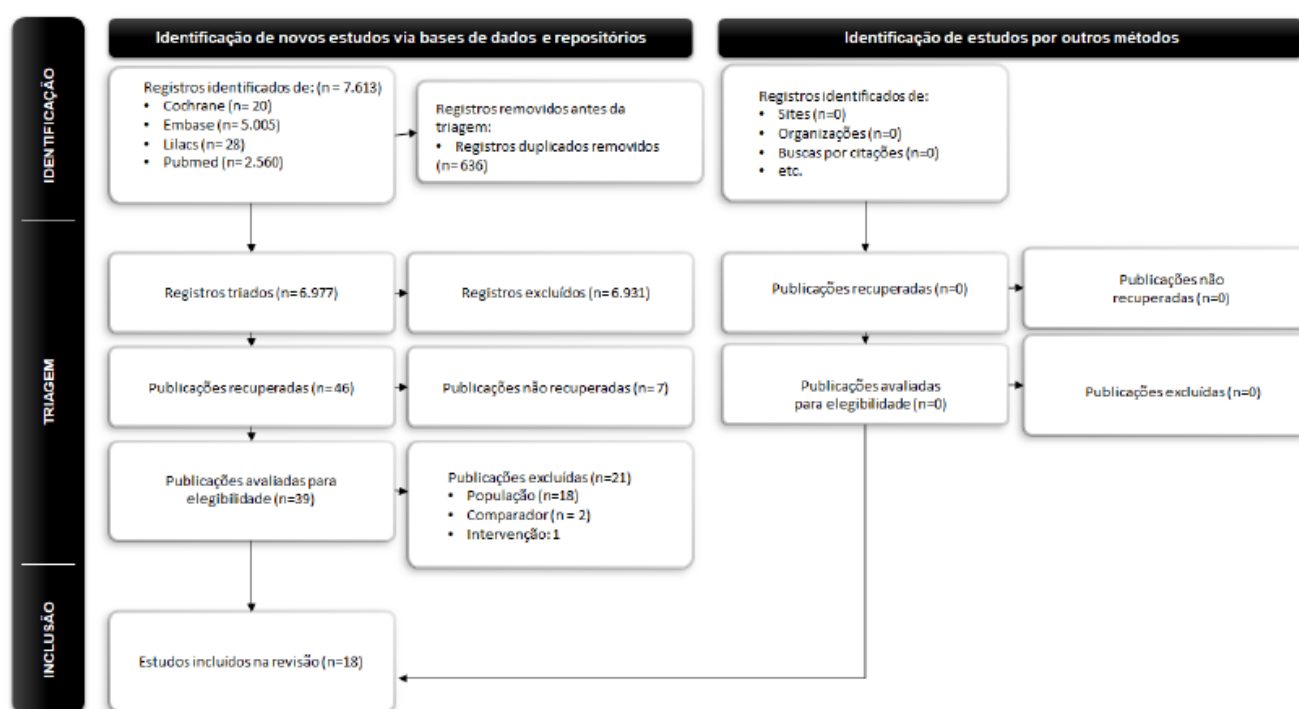 Identificação de novos estudos via bases de dados e repositórios
Identificação de estudos por outros métodos
IDENTIFICAÇÃO
Registros identificados de: (n= 7.613)
• Cochrane (n= 20)
• Embase (n= 5.005)
• Lilacs (n= 28)
• Pubmed (n= 2.560)
Registros removidos antes da
triagem:
• Registros duplicados removidos
(n= 636)
Registros identificados de:
• Sites (n=0)
• Organizações (n=0)
• Buscas por citações (n=0)
• etc.
TRIAGEM
Registros triados (n=6.977)
Registros excluídos (n=6.931)
Publicações recuperadas (n=0)
Publicações não
recuperadas (n=0)
Publicações recuperadas (n=46)
Publicações não recuperadas (n=7)
Publicações avaliadas
para elegibilidade (n=0)
Publicações excluídas (n=0)
Publicações avaliadas para
elegibilidade (n=39)
Publicações excluídas (n=21)
• População (n=18)
• Comparador (n = 2)
• Intervenção: 1
INCLUSÃO
Estudos incluídos na revisão (n=18)